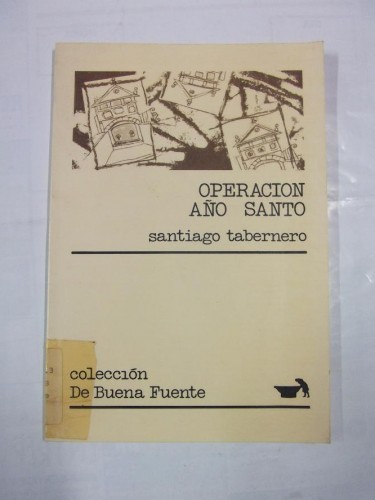 OPERACION
AÑO SANTO
santiago tabernero
colección
De Buena Fuente